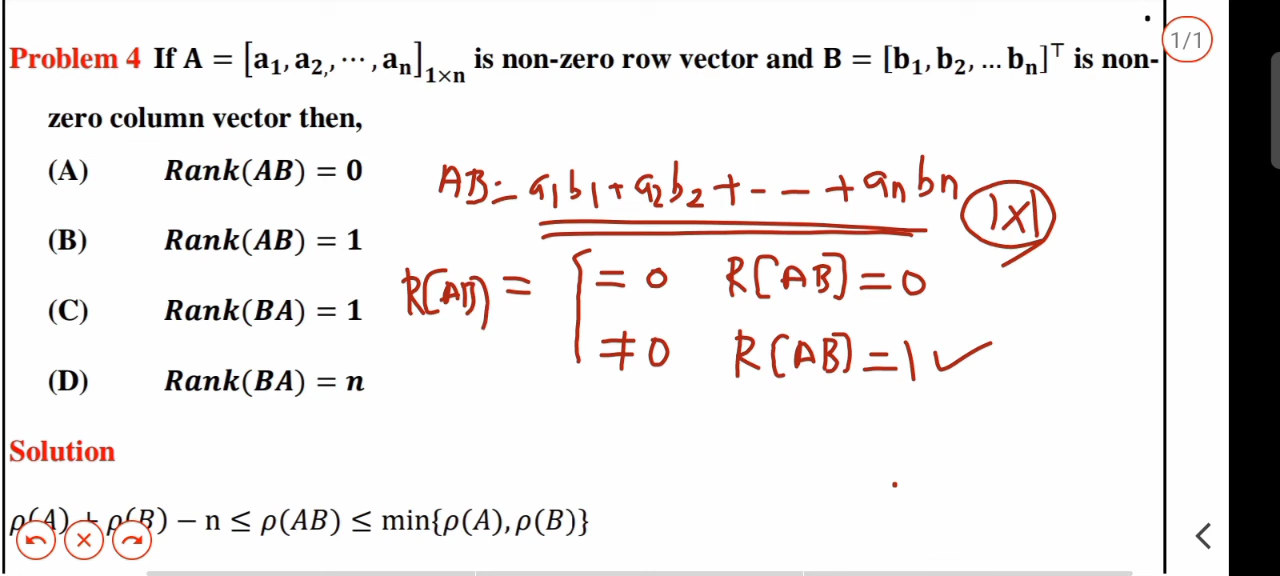 1/1
Problem 4 If A = [a₁, a₂,, ⋯ , aₙ]₁ₓₙ is non-zero row vector and B = [b₁, b₂, … bₙ]ᵀ is non-
zero column vector then,
(A) Rank(AB) = 0
AB = a₁b₁ + a₂b₂ + - - + aₙbₙ
1x1
(B) Rank(AB) = 1
R[AB] = { = 0 R[AB] = 0
(C) Rank(BA) = 1
≠ 0 R[AB] = 1 ✓
(D) Rank(BA) = n
Solution
ρ(A) + ρ(B) − n ≤ ρ(AB) ≤ min{ρ(A), ρ(B)}